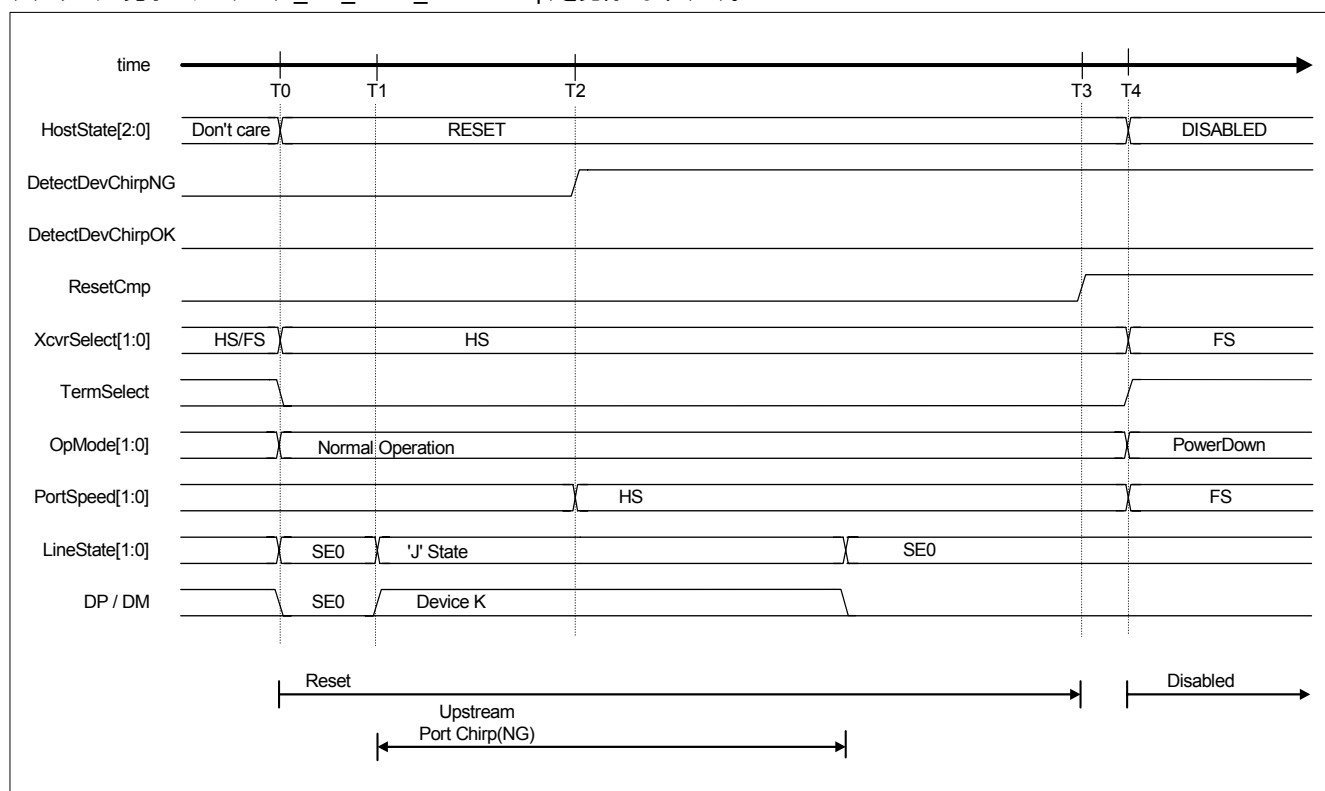 time
T0 T1 T2 T3 T4
HostState[2:0] Don't care RESET DISABLED
DetectDevChirpNG
DetectDevChirpOK
ResetCmp
XcvrSelect[1:0] HS/FS HS FS
TermSelect
OpMode[1:0] Normal Operation PowerDown
PortSpeed[1:0] HS FS
LineState[1:0] SE0 'J' State SE0
DP / DM SE0 Device K
Reset Disabled
Upstream
Port Chirp(NG)